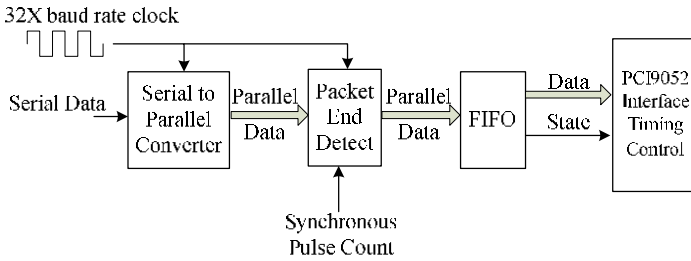 32X baud rate clock
Serial Data
Serial to
Parallel
Converter
Parallel
Data
Packet
End
Detect
Parallel
Data
FIFO
Data
State
PCI9052
Interface
Timing
Control
Synchronous
Pulse Count